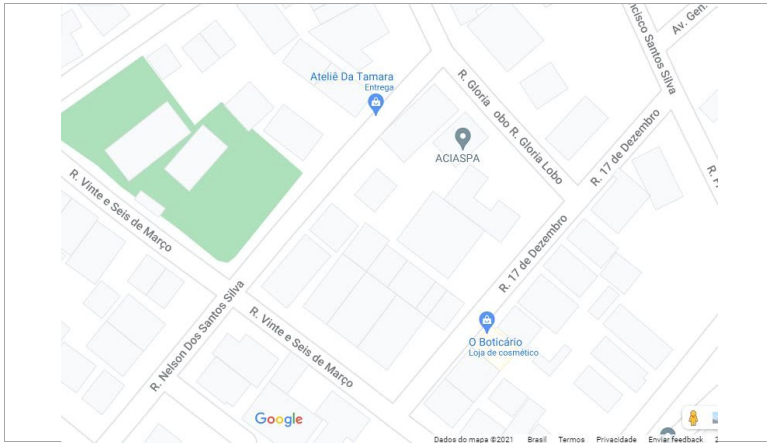 ncisco Santos Silva
Av. Gen.
Ateliê Da Tamara
Entrega
R. Gloria
obo R. Gloria Lobo
ACIASPA
R. 17 de Dezembro
R. Vinte e Seis de Março
R. 17 de Dezembro
R. Nelson Dos Santos Silva
R. Vinte e Seis de Março
O Boticário
Loja de cosmético
Google
Dados do mapa ©2021 Brasil Termos Privacidade Enviar feedback